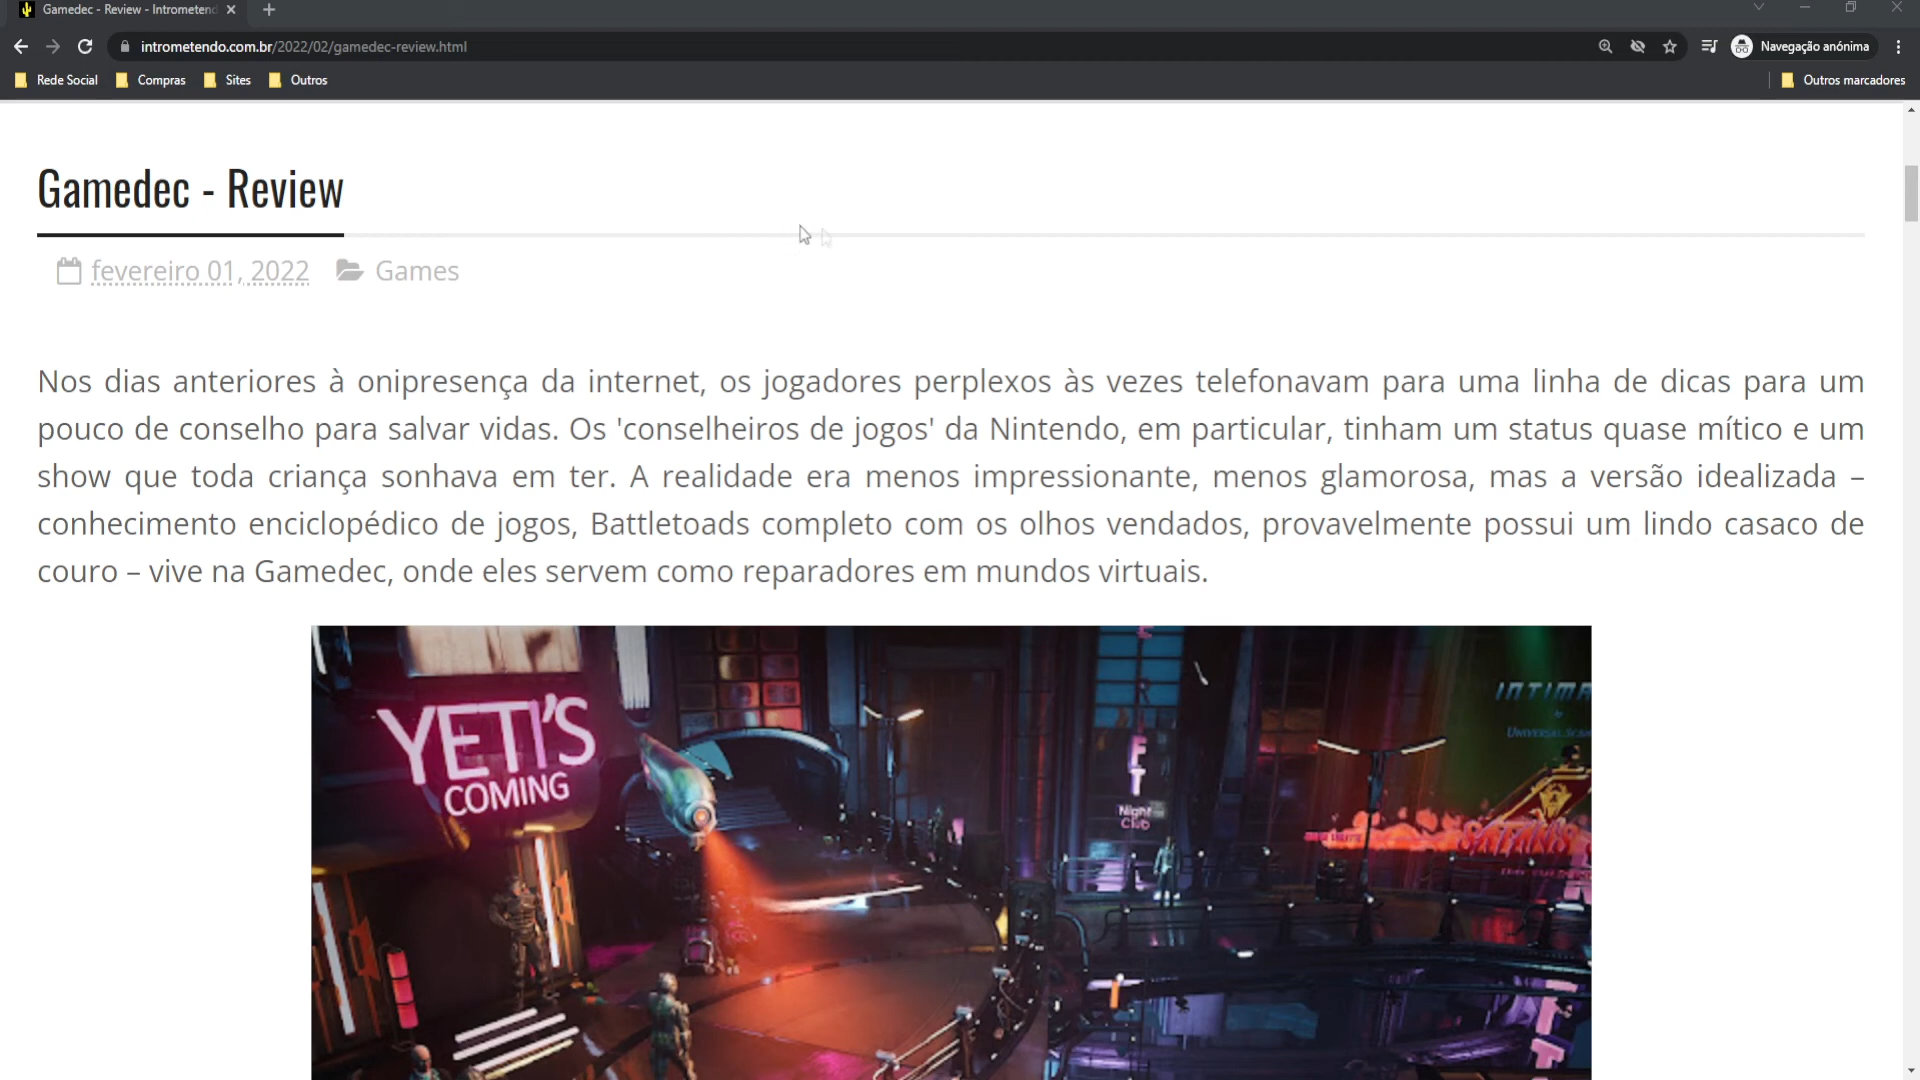 Gamedec - Review - Intrometend
intrometendo.com.br/2022/02/gamedec-review.html
Navegação anónima
Rede Social
Compras
Sites
Outros
Outros marcadores
Gamedec - Review
fevereiro 01, 2022
Games
Nos dias anteriores à onipresença da internet, os jogadores perplexos às vezes telefonavam para uma linha de dicas para um
pouco de conselho para salvar vidas. Os 'conselheiros de jogos' da Nintendo, em particular, tinham um status quase mítico e um
show que toda criança sonhava em ter. A realidade era menos impressionante, menos glamorosa, mas a versão idealizada –
conhecimento enciclopédico de jogos, Battletoads completo com os olhos vendados, provavelmente possui um lindo casaco de
couro – vive na Gamedec, onde eles servem como reparadores em mundos virtuais.
YETI'S
COMING
Night
Club
INTIMA